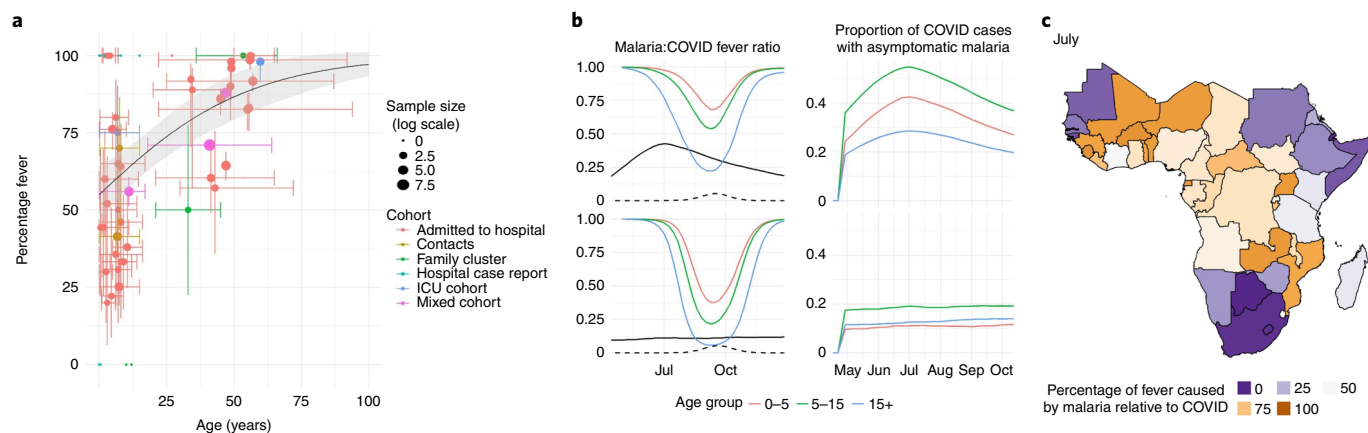 a
Percentage fever
100
75
50
25
0
0
25
50
75
100
Age (years)
Sample size
(log scale)
0
2.5
5.0
7.5
Cohort
Admitted to hospital
Contacts
Family cluster
Hospital case report
ICU cohort
Mixed cohort
b
Malaria:COVID fever ratio
1.00
0.75
0.50
0.25
0
1.00
0.75
0.50
0.25
0
Jul Oct
Proportion of COVID cases
with asymptomatic malaria
0.4
0.2
0
0.4
0.2
0
May Jun Jul Aug Sep Oct
Age group 0–5 5–15 15+
c
July
Percentage of fever caused
by malaria relative to COVID
0 25 50
75 100